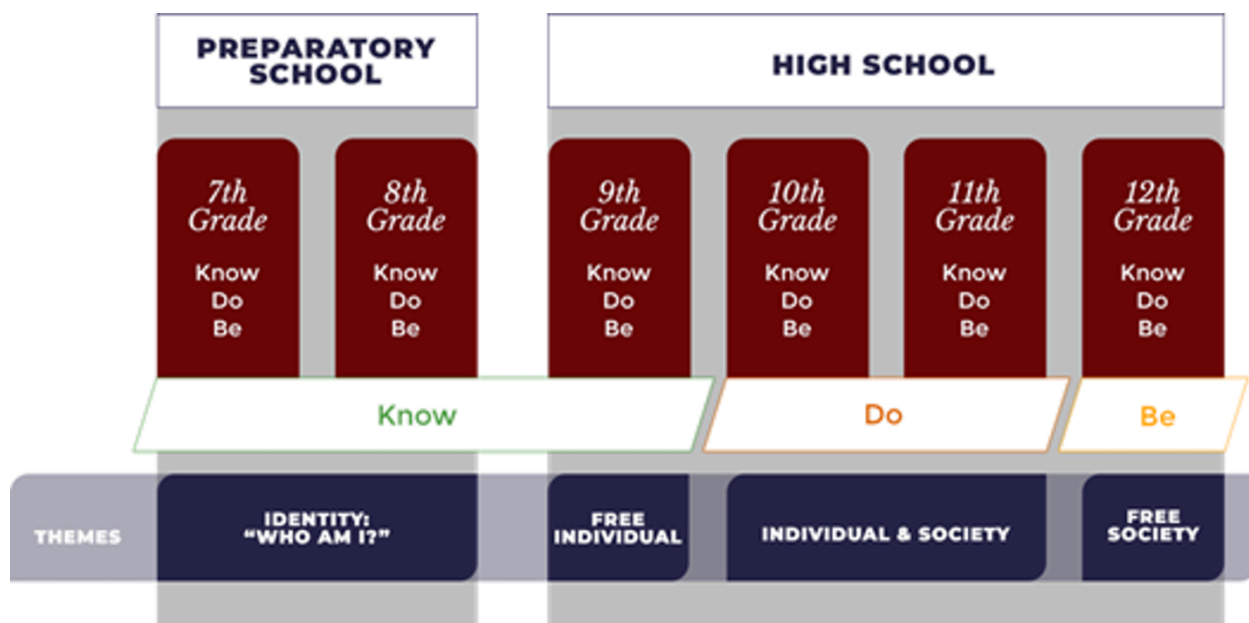 PREPARATORY
SCHOOL
HIGH SCHOOL
7th
Grade
Know
Do
Be
8th
Grade
Know
Do
Be
9th
Grade
Know
Do
Be
10th
Grade
Know
Do
Be
11th
Grade
Know
Do
Be
12th
Grade
Know
Do
Be
Know
Do
Be
THEMES
IDENTITY:
“WHO AM I?”
FREE
INDIVIDUAL
INDIVIDUAL & SOCIETY
FREE
SOCIETY